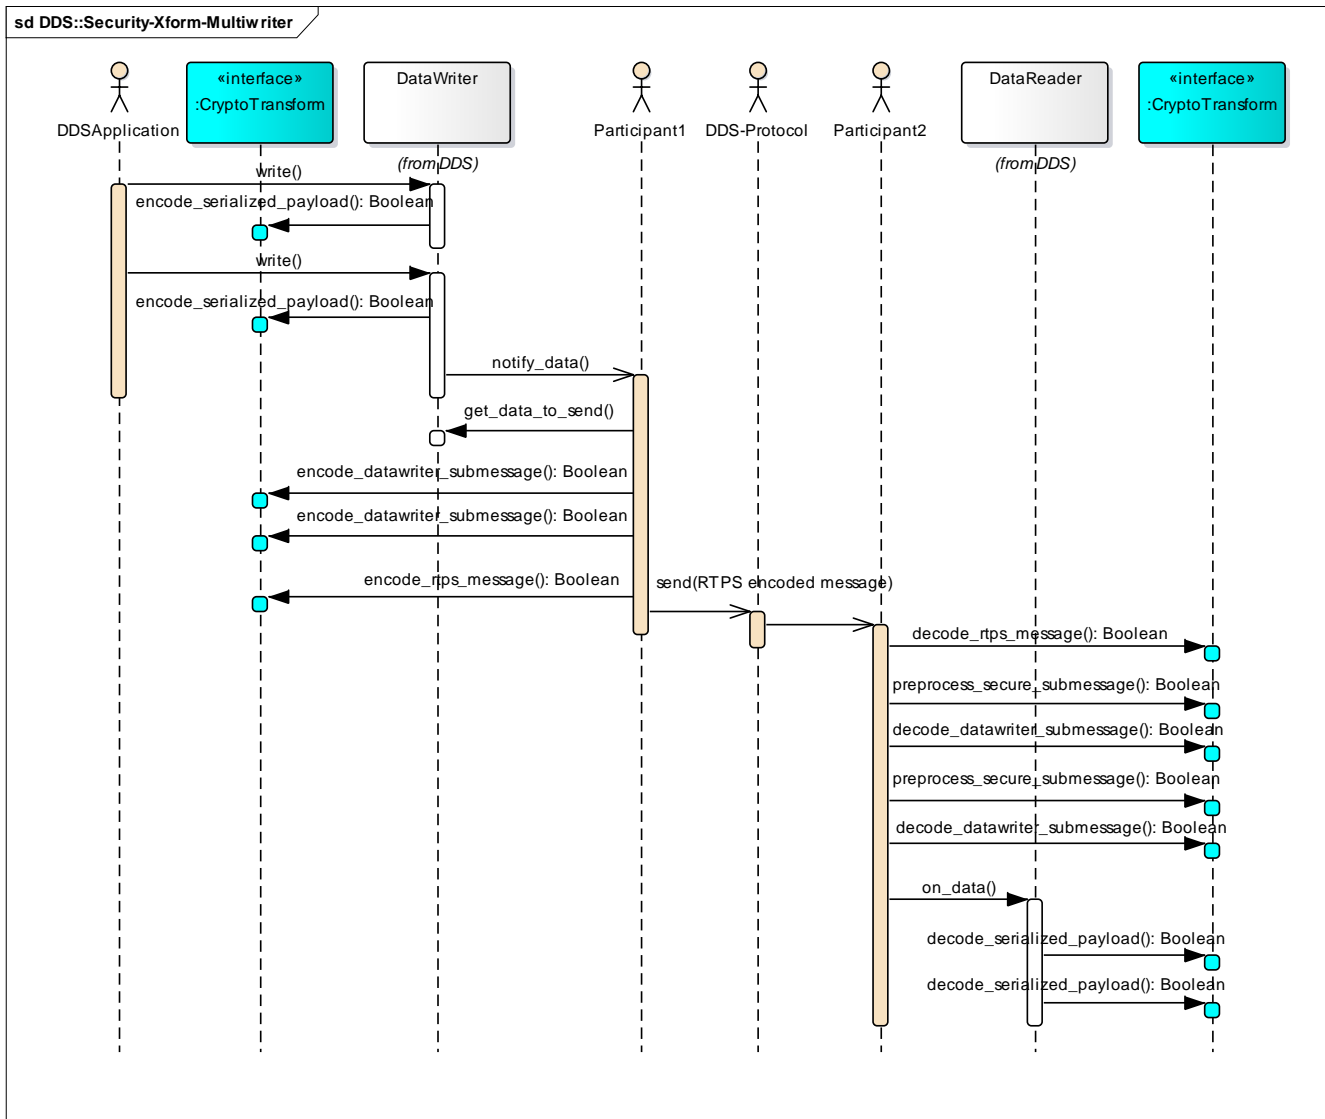 sd DDS::Security-Xform-Multiwriter
DDSApplication
«interface»
:CryptoTransform
DataWriter
(from DDS)
Participant1
DDS-Protocol
Participant2
DataReader
(from DDS)
«interface»
:CryptoTransform
write()
encode_serialized_payload(): Boolean
write()
encode_serialized_payload(): Boolean
notify_data()
get_data_to_send()
encode_datawriter_submessage(): Boolean
encode_datawriter_submessage(): Boolean
encode_rtps_message(): Boolean
send(RTPS encoded message)
decode_rtps_message(): Boolean
preprocess_secure_submessage(): Boolean
decode_datawriter_submessage(): Boolean
preprocess_secure_submessage(): Boolean
decode_datawriter_submessage(): Boolean
on_data()
decode_serialized_payload(): Boolean
decode_serialized_payload(): Boolean